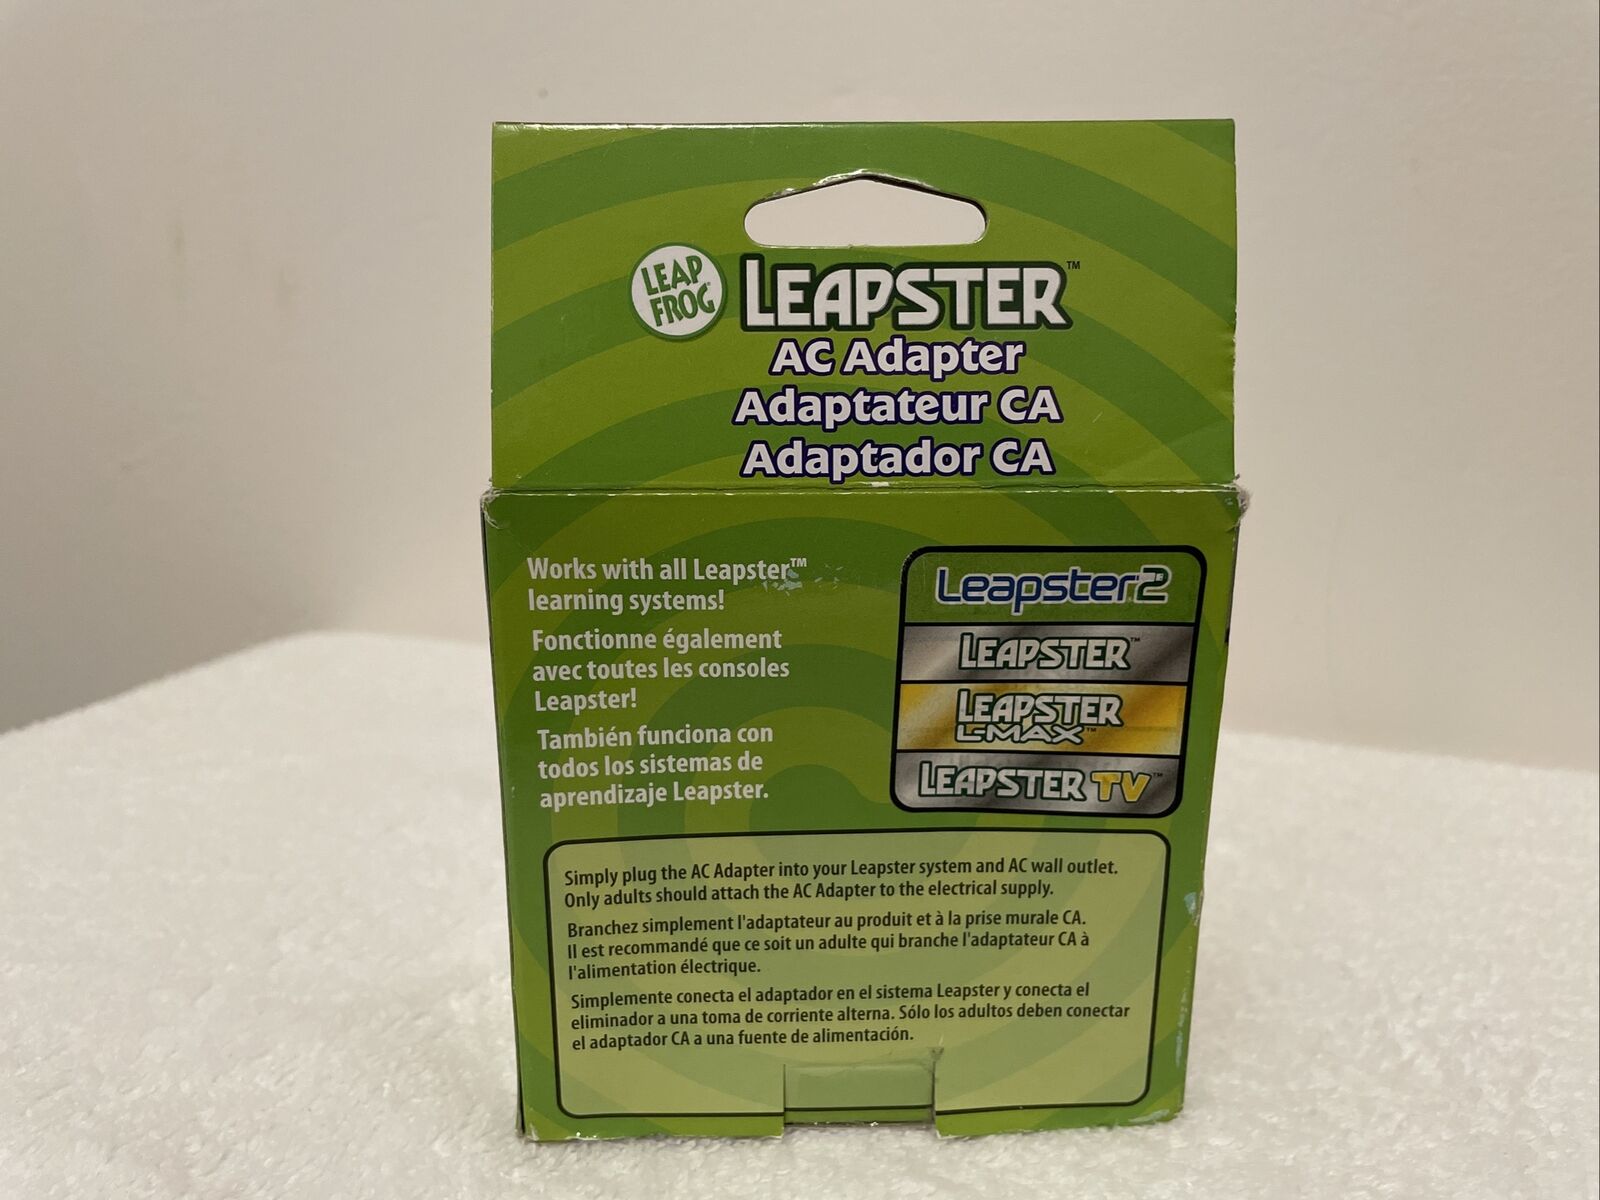 LEAP
FROG
LEAPSTER™
AC Adapter
Adaptateur CA
Adaptador CA
Works with all Leapster™
learning systems!
Fonctionne également
avec toutes les consoles
Leapster!
También funciona con
todos los sistemas de
aprendizaje Leapster.
Leapster2
LEAPSTER™
LEAPSTER
L-MAX™
LEAPSTER TV™
Simply plug the AC Adapter into your Leapster system and AC wall outlet.
Only adults should attach the AC Adapter to the electrical supply.
Branchez simplement l'adaptateur au produit et à la prise murale CA.
Il est recommandé que ce soit un adulte qui branche l'adaptateur CA à
l'alimentation électrique.
Simplemente conecta el adaptador en el sistema Leapster y conecta el
eliminador a una toma de corriente alterna. Sólo los adultos deben conectar
el adaptador CA a una fuente de alimentación.